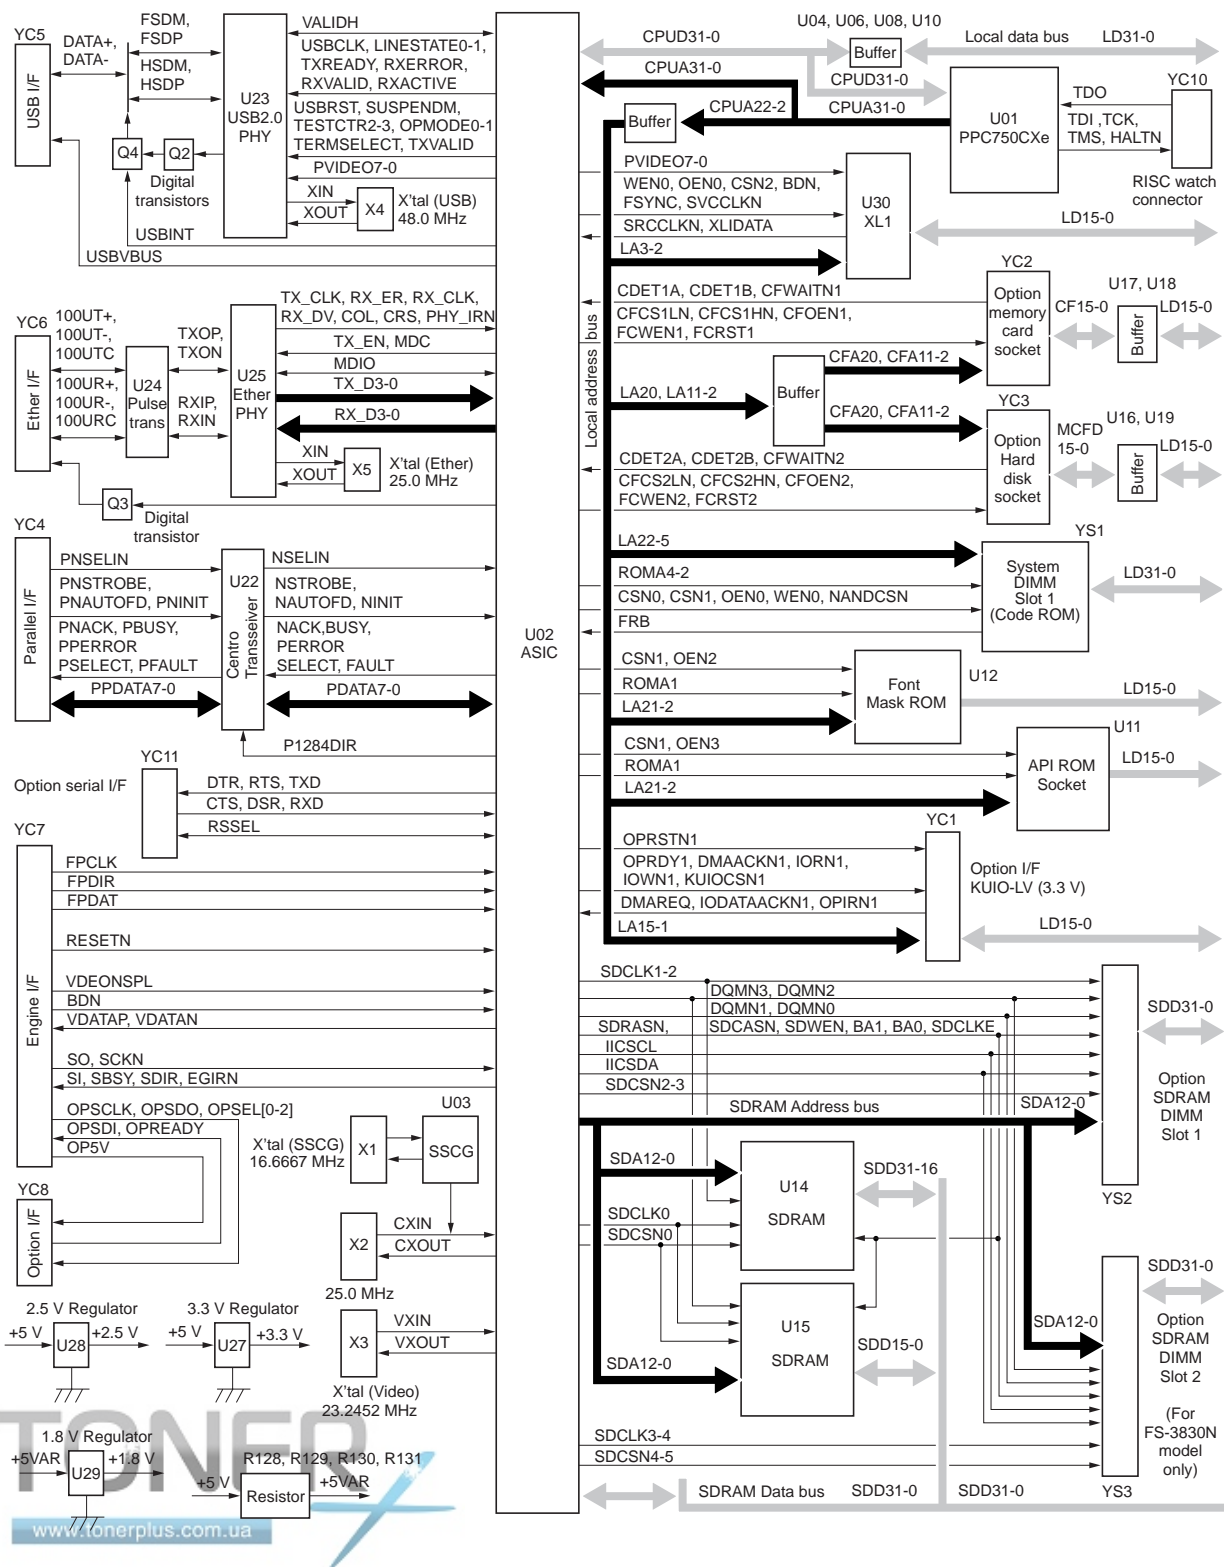 YC5
USB I/F
DATA+,
DATA-
FSDM,
FSDP
HSDM,
HSDP
U23
USB2.0
PHY
VALIDH
USBCLK, LINESTATE0-1,
TXREADY, RXERROR,
RXVALID, RXACTIVE
USBRST, SUSPENDM,
TESTCTR2-3, OPMODE0-1
TERMSELECT, TXVALID
PVIDEO7-0
XIN
XOUT
X4
X'tal (USB)
48.0 MHz
Q4
Q2
Digital
transistors
USBINT
USBVBUS
YC6
Ether I/F
100UT+,
100UT-,
100UTC
100UR+,
100UR-,
100URC
U24
Pulse
trans
TXOP,
TXON
RXIP,
RXIN
U25
Ether
PHY
TX_CLK, RX_ER, RX_CLK,
RX_DV, COL, CRS, PHY_IRN
TX_EN, MDC
MDIO
TX_D3-0
RX_D3-0
XIN
XOUT
X5
X'tal (Ether)
25.0 MHz
Q3
Digital
transistor
YC4
Parallel I/F
PNSELIN
PNSTROBE,
PNAUTOFD, PNINIT
PNACK, PBUSY,
PPERROR
PSELECT, PFAULT
PPDATA7-0
U22
Centro
Transseiver
NSELIN
NSTROBE,
NAUTOFD, NINIT
NACK,BUSY,
PERROR
SELECT, FAULT
PDATA7-0
P1284DIR
YC11
Option serial I/F
DTR, RTS, TXD
CTS, DSR, RXD
RSSEL
YC7
Engine I/F
FPCLK
FPDIR
FPDAT
RESETN
VDEONSPL
BDN
VDATAP, VDATAN
SO, SCKN
SI, SBSY, SDIR, EGIRN
OPSCLK, OPSDO, OPSEL[0-2]
OPSDI, OPREADY
OP5V
YC8
Option I/F
X'tal (SSCG)
16.6667 MHz
X1
U03
SSCG
X2
CXIN
CXOUT
25.0 MHz
X3
VXIN
VXOUT
X'tal (Video)
23.2452 MHz
2.5 V Regulator
+5 V
U28
+2.5 V
3.3 V Regulator
+5 V
U27
+3.3 V
1.8 V Regulator
+5VAR
U29
+1.8 V
R128, R129, R130, R131
+5 V
Resistor
+5VAR
U02
ASIC
CPUD31-0
U04, U06, U08, U10
Buffer
Local data bus
LD31-0
CPUA31-0
CPUD31-0
Buffer
CPUA22-2
CPUA31-0
U01
PPC750CXe
TDO
TDI ,TCK,
TMS, HALTN
YC10
RISC watch
connector
PVIDEO7-0
WEN0, OEN0, CSN2, BDN,
FSYNC, SVCCLKN
SRCCLKN, XLIDATA
LA3-2
U30
XL1
LD15-0
Local address bus
CDET1A, CDET1B, CFWAITN1
CFCS1LN, CFCS1HN, CFOEN1,
FCWEN1, FCRST1
YC2
Option
memory
card
socket
CF15-0
U17, U18
Buffer
LD15-0
LA20, LA11-2
Buffer
CFA20, CFA11-2
CFA20, CFA11-2
YC3
Option
Hard
disk
socket
MCFD
15-0
U16, U19
Buffer
LD15-0
CDET2A, CDET2B, CFWAITN2
CFCS2LN, CFCS2HN, CFOEN2,
FCWEN2, FCRST2
LA22-5
ROMA4-2
CSN0, CSN1, OEN0, WEN0, NANDCSN
FRB
YS1
System
DIMM
Slot 1
(Code ROM)
LD31-0
CSN1, OEN2
ROMA1
LA21-2
Font
Mask ROM
U12
LD15-0
CSN1, OEN3
ROMA1
LA21-2
U11
API ROM
Socket
LD15-0
OPRSTN1
OPRDY1, DMAACKN1, IORN1,
IOWN1, KUIOCSN1
DMAREQ, IODATAACKN1, OPIRN1
LA15-1
YC1
Option I/F
KUIO-LV (3.3 V)
LD15-0
SDCLK1-2
DQMN3, DQMN2
DQMN1, DQMN0
SDRASN, SDCASN, SDWEN, BA1, BA0, SDCLKE
IICSCL
IICSDA
SDCSN2-3
SDRAM Address bus
SDA12-0
SDD31-0
Option
SDRAM
DIMM
Slot 1
YS2
SDA12-0
U14
SDRAM
SDD31-16
SDCLK0
SDCSN0
U15
SDRAM
SDD15-0
SDA12-0
SDA12-0
SDD31-0
Option
SDRAM
DIMM
Slot 2
(For
FS-3830N
model
only)
YS3
SDCLK3-4
SDCSN4-5
SDRAM Data bus
SDD31-0
SDD31-0
TONER
www.tonerplus.com.ua